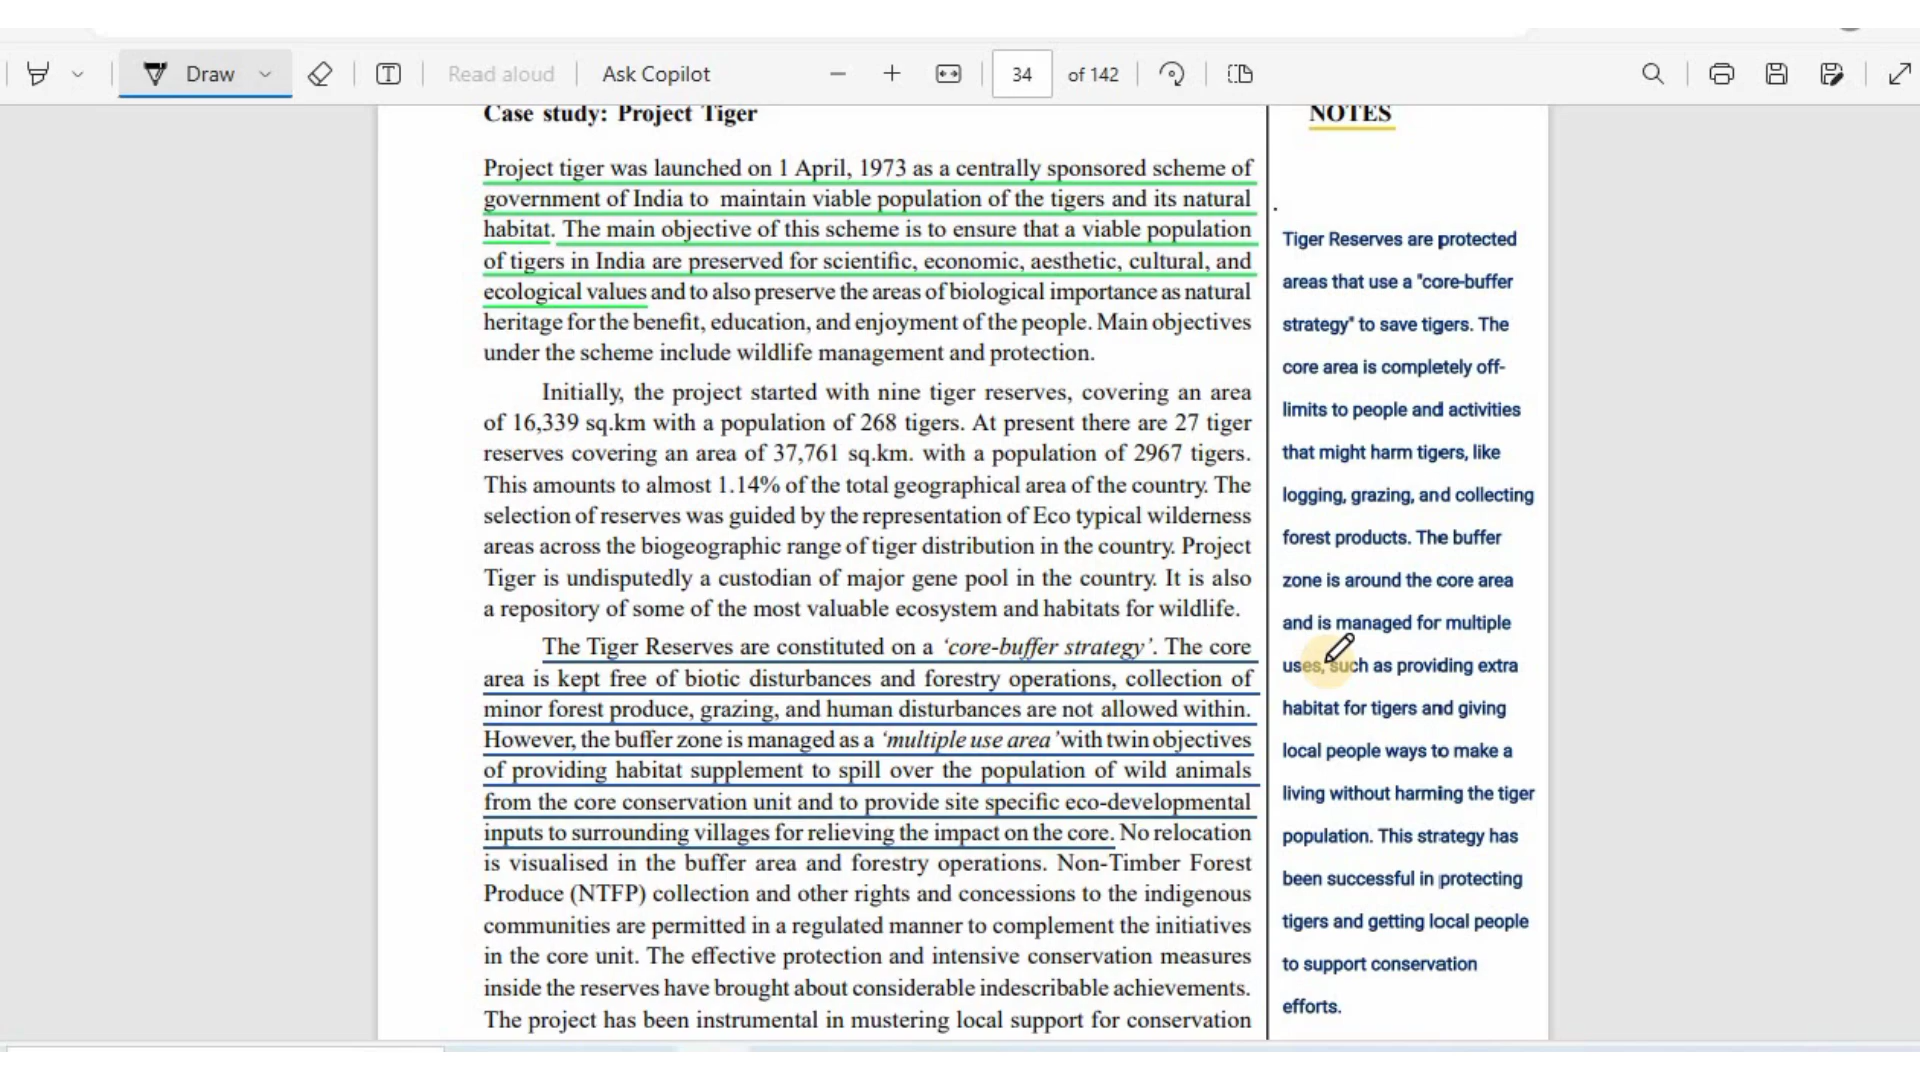 Draw
Read aloud
Ask Copilot
34
of 142
Case study: Project Tiger
Project tiger was launched on 1 April, 1973 as a centrally sponsored scheme of
government of India to maintain viable population of the tigers and its natural
habitat. The main objective of this scheme is to ensure that a viable population
of tigers in India are preserved for scientific, economic, aesthetic, cultural, and
ecological values and to also preserve the areas of biological importance as natural
heritage for the benefit, education, and enjoyment of the people. Main objectives
under the scheme include wildlife management and protection.
Initially, the project started with nine tiger reserves, covering an area
of 16,339 sq.km with a population of 268 tigers. At present there are 27 tiger
reserves covering an area of 37,761 sq.km. with a population of 2967 tigers.
This amounts to almost 1.14% of the total geographical area of the country. The
selection of reserves was guided by the representation of Eco typical wilderness
areas across the biogeographic range of tiger distribution in the country. Project
Tiger is undisputedly a custodian of major gene pool in the country. It is also
a repository of some of the most valuable ecosystem and habitats for wildlife.
The Tiger Reserves are constituted on a ‘core-buffer strategy’. The core
area is kept free of biotic disturbances and forestry operations, collection of
minor forest produce, grazing, and human disturbances are not allowed within.
However, the buffer zone is managed as a ‘multiple use area’with twin objectives
of providing habitat supplement to spill over the population of wild animals
from the core conservation unit and to provide site specific eco-developmental
inputs to surrounding villages for relieving the impact on the core. No relocation
is visualised in the buffer area and forestry operations. Non-Timber Forest
Produce (NTFP) collection and other rights and concessions to the indigenous
communities are permitted in a regulated manner to complement the initiatives
in the core unit. The effective protection and intensive conservation measures
inside the reserves have brought about considerable indescribable achievements.
The project has been instrumental in mustering local support for conservation
NOTES
Tiger Reserves are protected
areas that use a "core-buffer
strategy" to save tigers. The
core area is completely off-
limits to people and activities
that might harm tigers, like
logging, grazing, and collecting
forest products. The buffer
zone is around the core area
and is managed for multiple
uses, such as providing extra
habitat for tigers and giving
local people ways to make a
living without harming the tiger
population. This strategy has
been successful in protecting
tigers and getting local people
to support conservation
efforts.